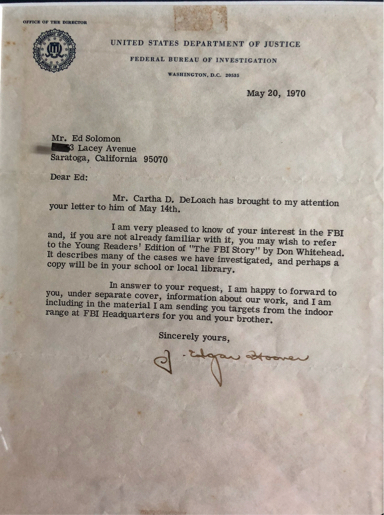 OFFICE OF THE DIRECTOR
UNITED STATES DEPARTMENT OF JUSTICE
FEDERAL BUREAU OF INVESTIGATION
WASHINGTON, D.C. 20535
May 20, 1970
Mr. Ed Solomon
3 Lacey Avenue
Saratoga, California 95070
Dear Ed:
Mr. Cartha D. DeLoach has brought to my attention
your letter to him of May 14th.
I am very pleased to know of your interest in the FBI
and, if you are not already familiar with it, you may wish to refer
to the Young Readers' Edition of "The FBI Story" by Don Whitehead.
It describes many of the cases we have investigated, and perhaps a
copy will be in your school or local library.
In answer to your request, I am happy to forward to
you, under separate cover, information about our work, and I am
including in the material I am sending you targets from the indoor
range at FBI Headquarters for you and your brother.
Sincerely yours,
J. Edgar Hoover